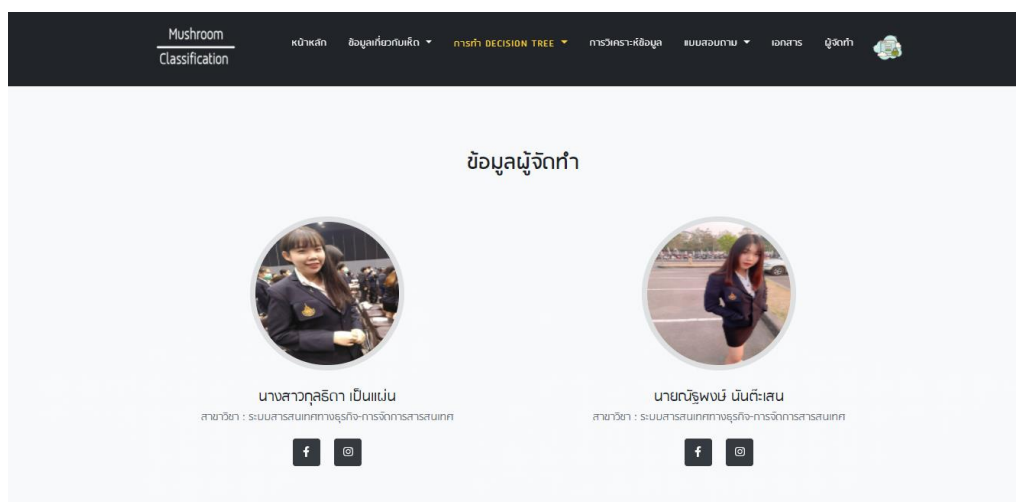 Mushroom
Classification
หน้าหลัก ข้อมูลเกี่ยวกับเห็ด การทำ DECISION TREE การวิเคราะห์ข้อมูล แบบสอบถาม เอกสาร ผู้จัดทำ
ข้อมูลผู้จัดทำ
นางสาวกุลธิดา เป็นแผ่น
นายณัฐพงษ์ นันต๊ะเสน
สาขาวิชา : ระบบสารสนเทศทางธุรกิจ-การจัดการสารสนเทศ
สาขาวิชา : ระบบสารสนเทศทางธุรกิจ-การจัดการสารสนเทศ